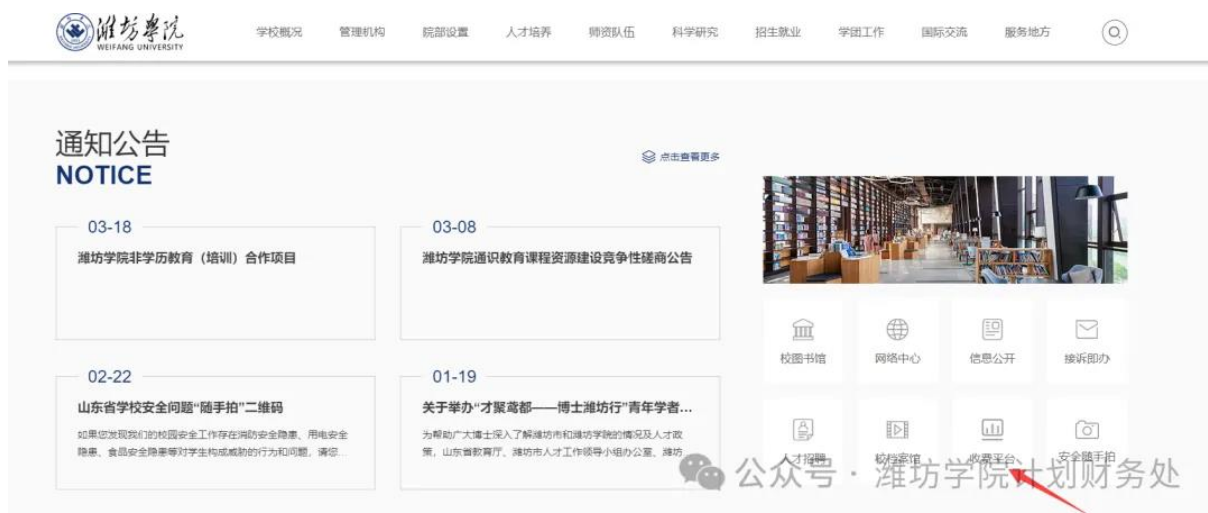 潍坊学院
WEIFANG UNIVERSITY
学校概况 管理机构 院部设置 人才培养 师资队伍 科学研究 招生就业 学团工作 国际交流 服务地方
通知公告
NOTICE
点击查看更多
03-18
潍坊学院非学历教育（培训）合作项目
03-08
潍坊学院通识教育课程资源建设竞争性磋商公告
02-22
山东省学校安全问题“随手拍”二维码
如果您发现我们的校园安全工作存在消防安全隐患、用电安全
隐患、食品安全隐患等对学生构成威胁的行为和问题，请您...
01-19
关于举办“才聚鸢都——博士潍坊行”青年学者...
为帮助广大博士深入了解潍坊市和潍坊学院的情况及人才政
策，山东省教育厅、潍坊市人才工作领导小组办公室、潍坊
校图书馆 网络中心 信息公开 接诉即办
人才招聘 校档案馆 收费平台 安全随手拍
公众号 · 潍坊学院计划财务处